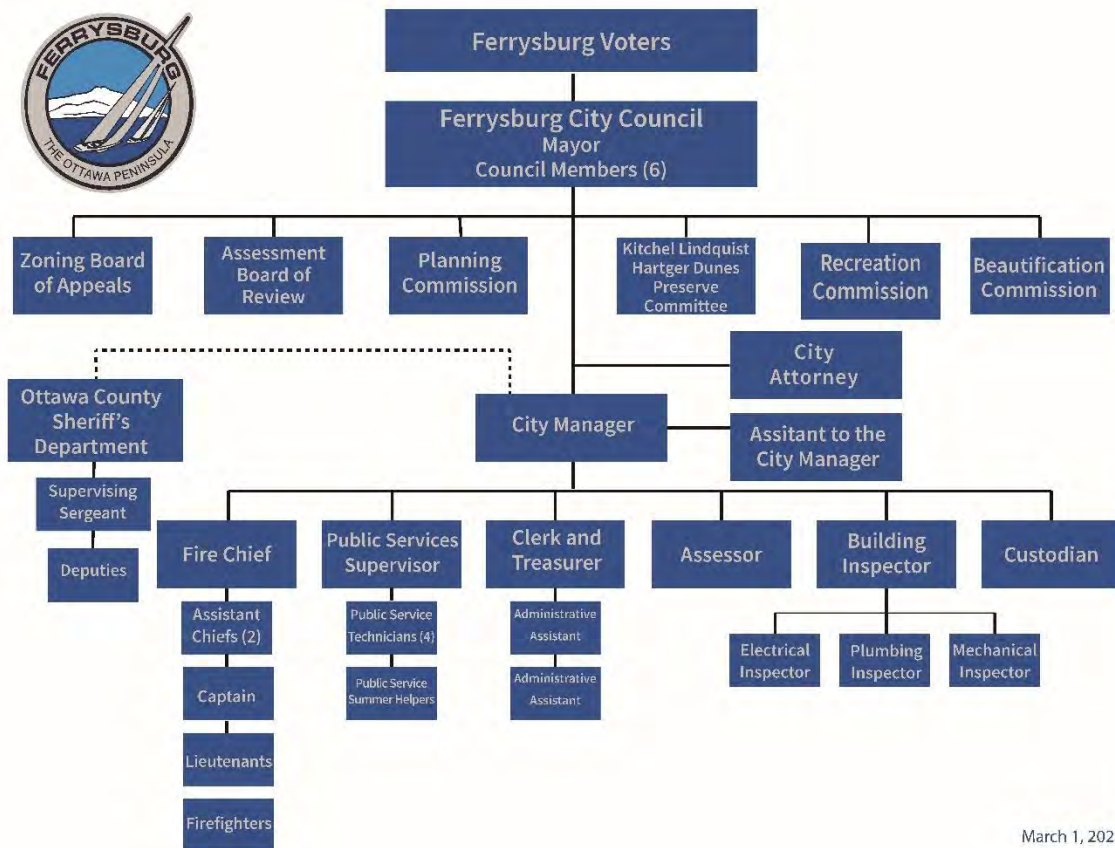 FERRYSBURG
THE OTTAWA PENINSULA
Ferrysburg Voters
Ferrysburg City Council
Mayor
Council Members (6)
Zoning Board
of Appeals
Assessment
Board of
Review
Planning
Commission
Kitchel Lindquist
Hartger Dunes
Preserve
Committee
Recreation
Commission
Beautification
Commission
City
Attorney
Ottawa County
Sheriff's
Department
City Manager
Assitant to the
City Manager
Supervising
Sergeant
Deputies
Fire Chief
Public Services
Supervisor
Clerk and
Treasurer
Assessor
Building
Inspector
Custodian
Assistant
Chiefs (2)
Captain
Lieutenants
Firefighters
Public Service
Technicians (4)
Public Service
Summer Helpers
Administrative
Assistant
Administrative
Assistant
Electrical
Inspector
Plumbing
Inspector
Mechanical
Inspector
March 1, 202